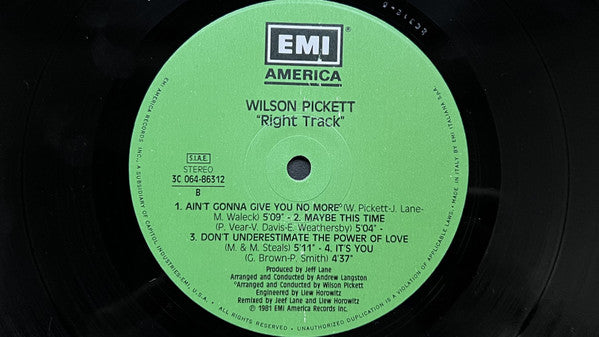 EMI
AMERICA
WILSON PICKETT
"Right Track"
S.I.A.E.
STEREO
3C 064-86312
B
1. AIN'T GONNA GIVE YOU NO MORE° (W. Pickett-J. Lane-
M. Waleck) 5'09" - 2. MAYBE THIS TIME
(P. Vear-V. Davis-E. Weathersby) 5'04" -
3. DON'T UNDERESTIMATE THE POWER OF LOVE
(M. & M. Steals) 5'11" - 4. IT'S YOU
(G. Brown-P. Smith) 4'37"
Produced by Jeff Lane
Arranged and Conducted by Andrew Langston
°Arranged and Conducted by Wilson Pickett
Engineered by Liew Horowitz
Remixed by Jeef Lane and Liew Horowitz
℗ 1981 EMI America Records Inc.
EMI AMERICA RECORDS INC., A SUBSIDIARY OF CAPITOL INDUSTRIES-EMI, U.S.A. • ALL RIGHTS RESERVED • UNAUTHORIZED DUPLICATION IS A VIOLATION OF APPLICABLE LAWS. • MADE IN ITALY BY EMI ITALIANA S.p.A.